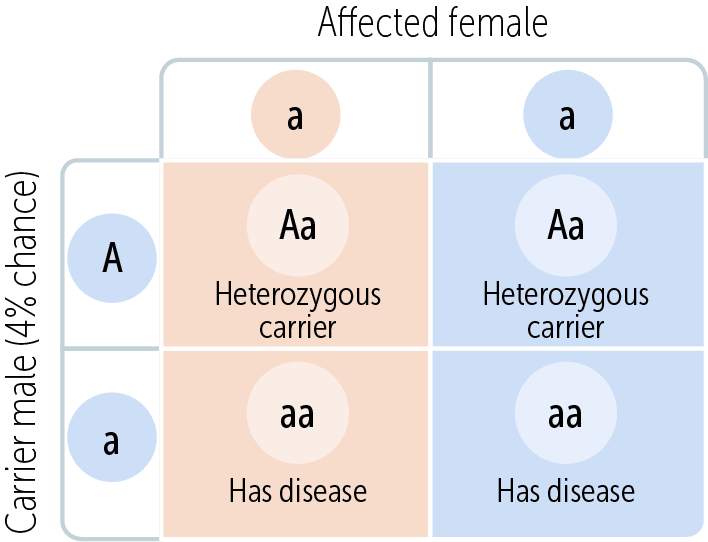 Affected female
a
a
Carrier male (4% chance)
A
Aa
Heterozygous
carrier
Aa
Heterozygous
carrier
a
aa
Has disease
aa
Has disease